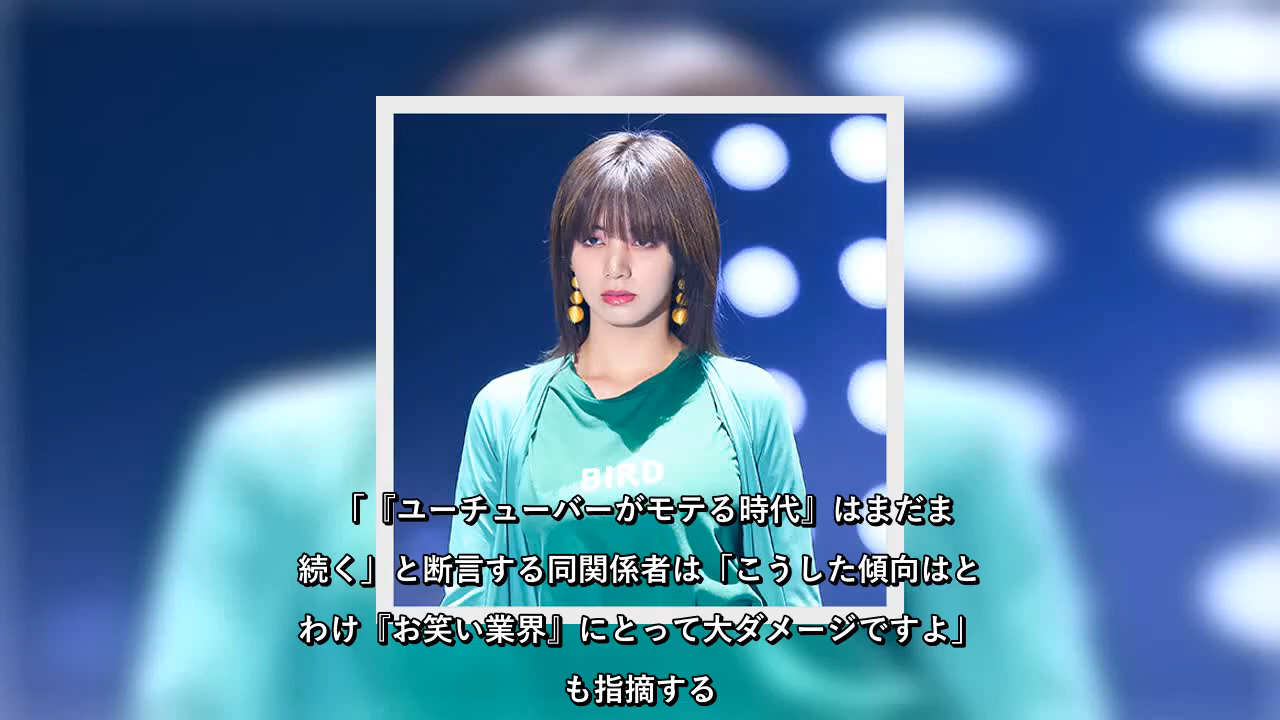 BIRD
「『ユーチューバーがモテる時代』はまだま
続く」と断言する同関係者は「こうした傾向はと
わけ『お笑い業界』にとって大ダメージですよ」
も指摘する